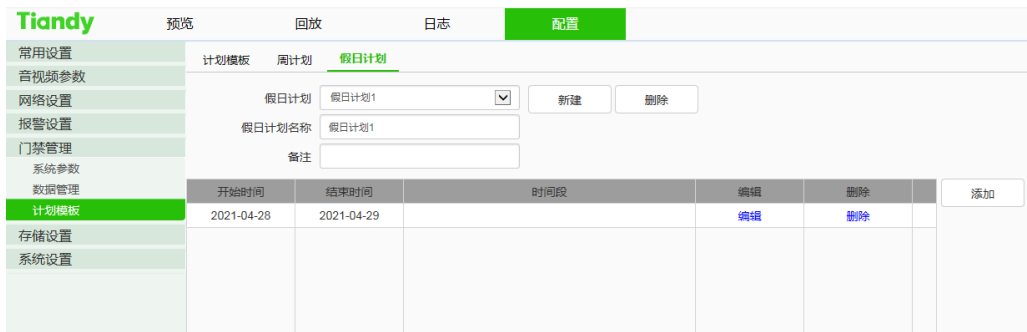 Tiandy 预览 回放 日志 配置
常用设置
音视频参数
网络设置
报警设置
门禁管理
系统参数
数据管理
计划模板
存储设置
系统设置
计划模板 周计划 假日计划
假日计划 假日计划1 新建 删除
假日计划名称 假日计划1
备注
开始时间 结束时间 时间段 编辑 删除 添加
2021-04-28 2021-04-29 编辑 删除